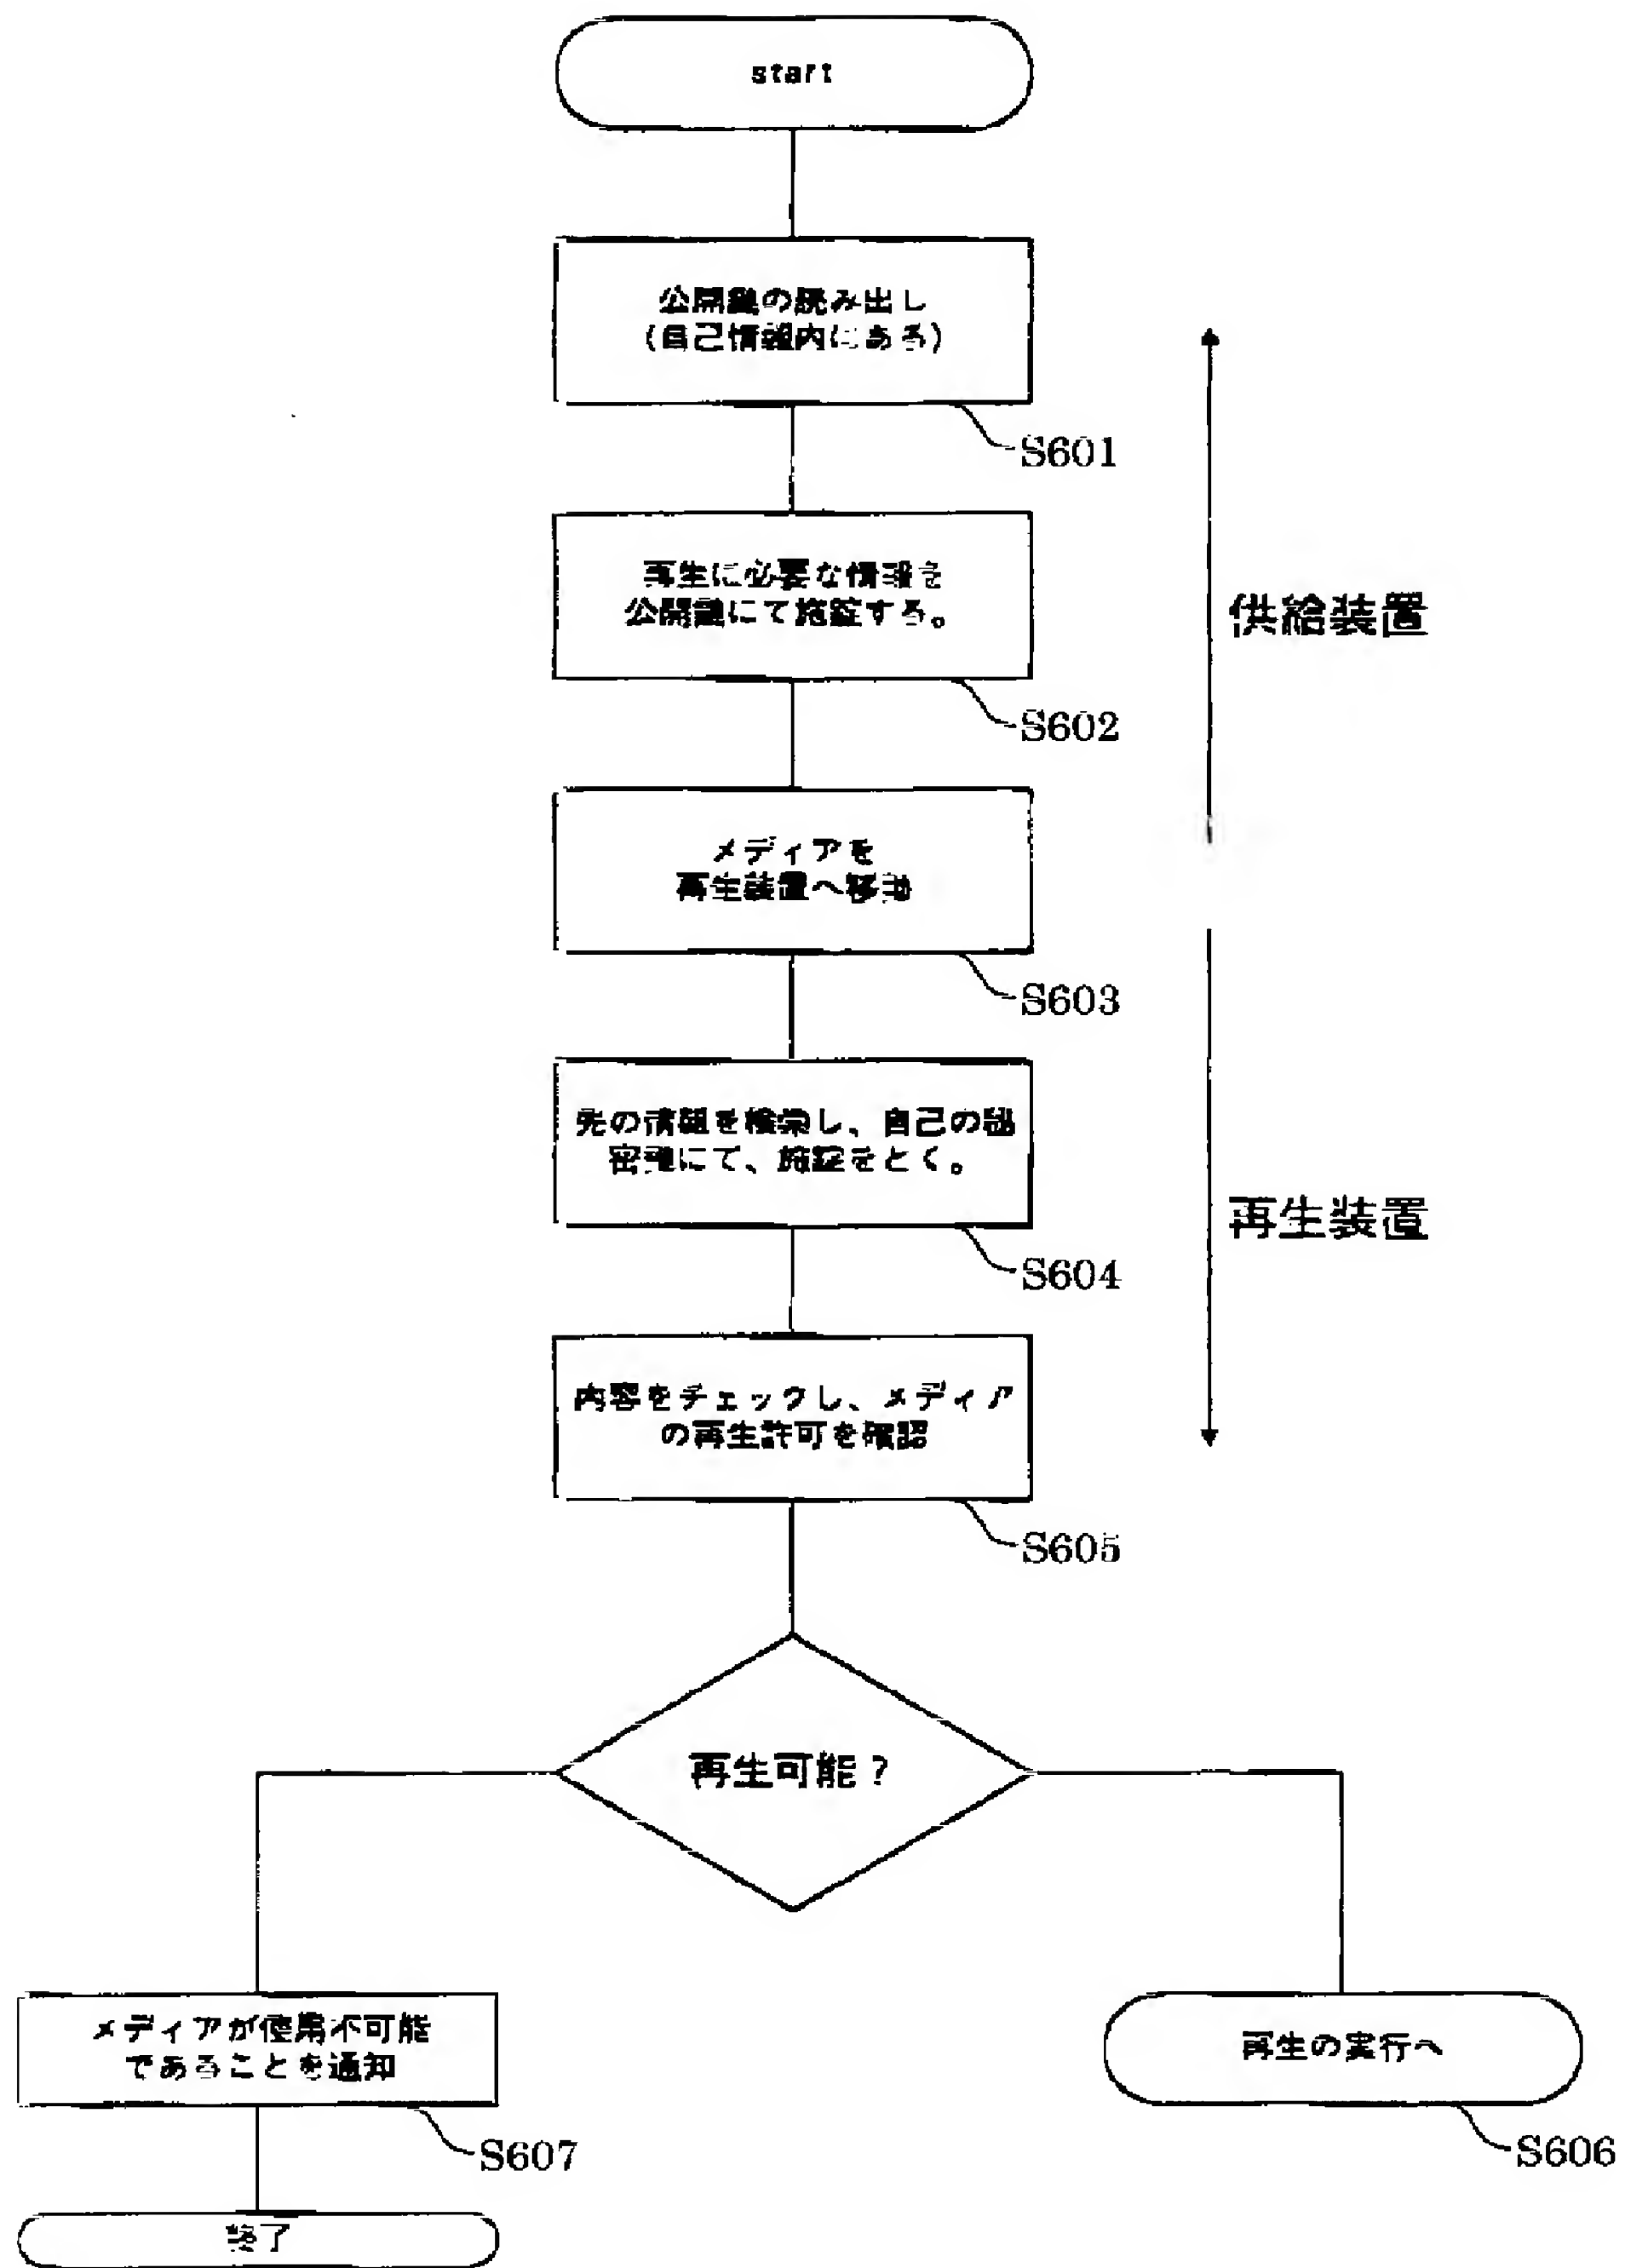 start
公開鍵の読み出し
(自己情報内にある)
S601
再生に必要な情報を
公開鍵にて施錠する。
S602
供給装置
メディアを
再生装置へ移動
S603
先の情報を検索し、自己の秘
密鍵にて、施錠をとく。
S604
再生装置
内容をチェックし、メディア
の再生許可を確認
S605
再生可能?
メディアが使用不可能
であることを通知
S607
再生の実行へ
S606
終了